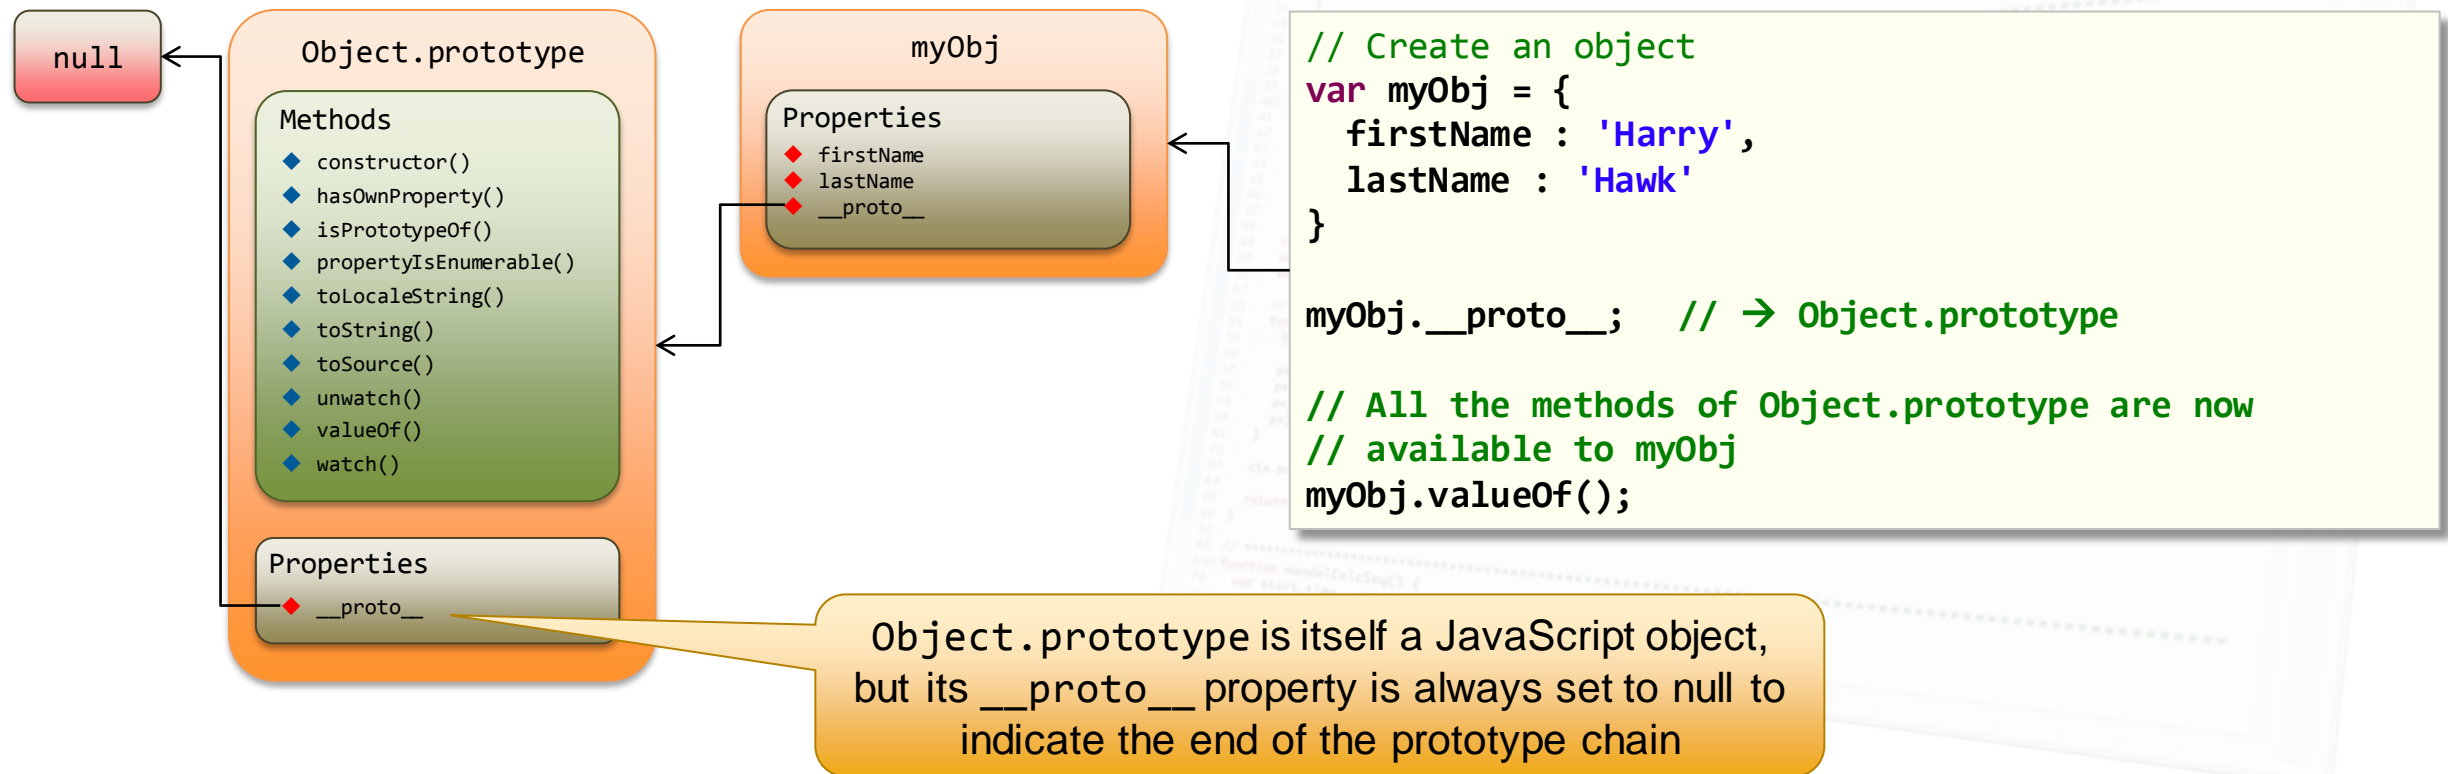 null
Object.prototype
Methods
constructor()
hasOwnProperty()
isPrototypeOf()
propertyIsEnumerable()
toLocaleString()
toString()
toSource()
unwatch()
valueOf()
watch()
Properties
__proto__
myObj
Properties
firstName
lastName
__proto__
// Create an object
var myObj = {
  firstName : 'Harry',
  lastName : 'Hawk'
}
myObj.__proto__;   // → Object.prototype
// All the methods of Object.prototype are now
// available to myObj
myObj.valueOf();
Object.prototype is itself a JavaScript object,
but its __proto__ property is always set to null to
indicate the end of the prototype chain
function mandelCalcSeq() {